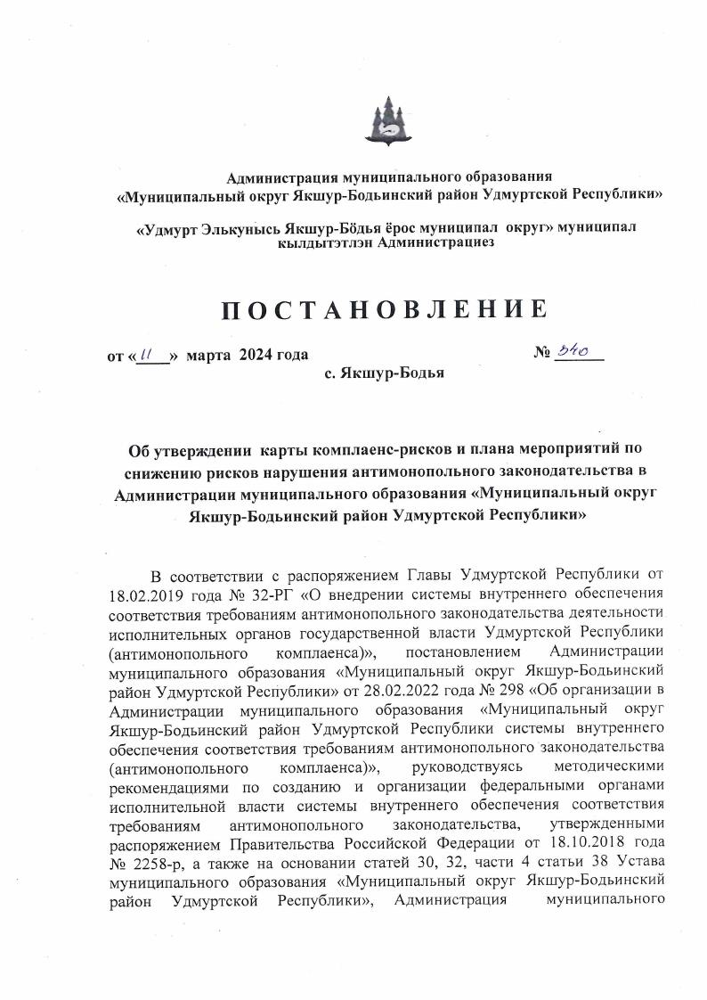 Администрация муниципального образования
«Муниципальный округ Якшур-Бодьинский район Удмуртской Республики»
«Удмурт Элькунысь Якшур-Бӧдья ёрос муниципал округ» муниципал
кылдытэтлэн Администрациез
ПОСТАНОВЛЕНИЕ
от «11» марта 2024 года № 340
с. Якшур-Бодья
Об утверждении карты комплаенс-рисков и плана мероприятий по
снижению рисков нарушения антимонопольного законодательства в
Администрации муниципального образования «Муниципальный округ
Якшур-Бодьинский район Удмуртской Республики»
В соответствии с распоряжением Главы Удмуртской Республики от
18.02.2019 года № 32-РГ «О внедрении системы внутреннего обеспечения
соответствия требованиям антимонопольного законодательства деятельности
исполнительных органов государственной власти Удмуртской Республики
(антимонопольного комплаенса)», постановлением Администрации
муниципального образования «Муниципальный округ Якшур-Бодьинский
район Удмуртской Республики» от 28.02.2022 года № 298 «Об организации в
Администрации муниципального образования «Муниципальный округ
Якшур-Бодьинский район Удмуртской Республики системы внутреннего
обеспечения соответствия требованиям антимонопольного законодательства
(антимонопольного комплаенса)», руководствуясь методическими
рекомендациями по созданию и организации федеральными органами
исполнительной власти системы внутреннего обеспечения соответствия
требованиям антимонопольного законодательства, утвержденными
распоряжением Правительства Российской Федерации от 18.10.2018 года
№ 2258-р, а также на основании статей 30, 32, части 4 статьи 38 Устава
муниципального образования «Муниципальный округ Якшур-Бодьинский
район Удмуртской Республики», Администрация муниципального